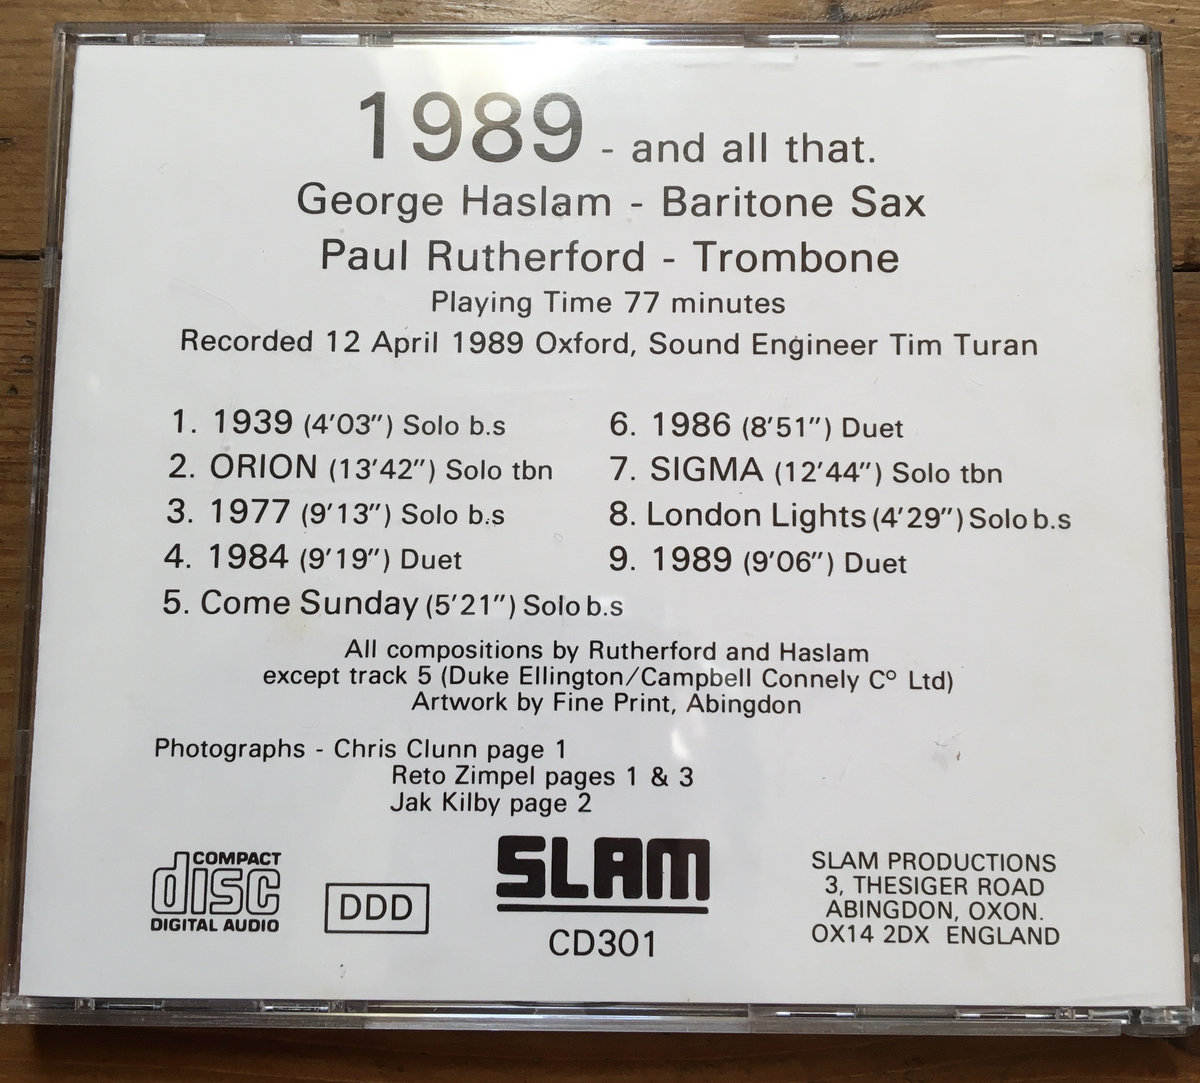 1989 - and all that.
George Haslam - Baritone Sax
Paul Rutherford - Trombone
Playing Time 77 minutes
Recorded 12 April 1989 Oxford, Sound Engineer Tim Turan
1. 1939 (4'03") Solo b.s
2. ORION (13'42") Solo tbn
3. 1977 (9'13") Solo b.s
4. 1984 (9'19") Duet
5. Come Sunday (5'21") Solo b.s
6. 1986 (8'51") Duet
7. SIGMA (12'44") Solo tbn
8. London Lights (4'29") Solo b.s
9. 1989 (9'06") Duet
All compositions by Rutherford and Haslam
except track 5 (Duke Ellington/Campbell Connely Cº Ltd)
Artwork by Fine Print, Abingdon
Photographs - Chris Clunn page 1
Reto Zimpel pages 1 & 3
Jak Kilby page 2
COMPACT
disc
DIGITAL AUDIO
DDD
SLAM
CD301
SLAM PRODUCTIONS
3, THESIGER ROAD
ABINGDON, OXON.
OX14 2DX ENGLAND